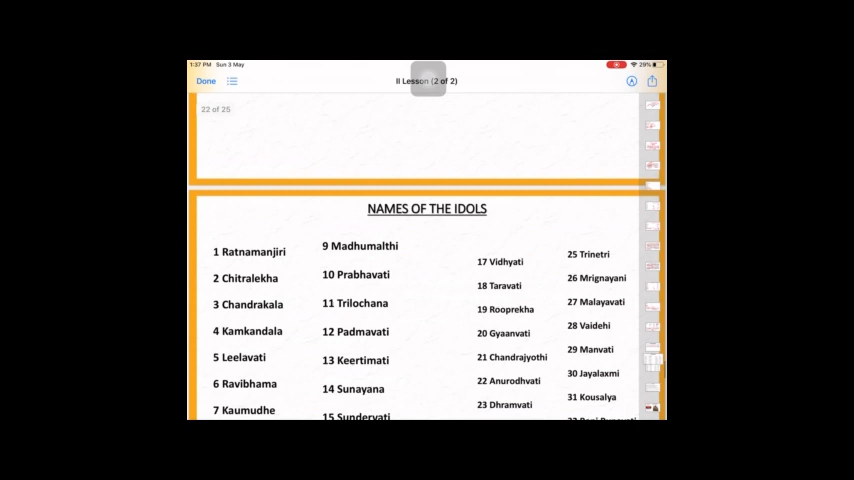 1:37 PM Sun 3 May
29%
Done
II Lesson (2 of 2)
22 of 25
NAMES OF THE IDOLS
1 Ratnamanjiri
2 Chitralekha
3 Chandrakala
4 Kamkandala
5 Leelavati
6 Ravibhama
7 Kaumudhe
9 Madhumalthi
10 Prabhavati
11 Trilochana
12 Padmavati
13 Keertimati
14 Sunayana
15 Sundervati
17 Vidhyati
18 Taravati
19 Rooprekha
20 Gyaanvati
21 Chandrajyothi
22 Anurodhvati
23 Dhramvati
25 Trinetri
26 Mrignayani
27 Malayavati
28 Vaidehi
29 Manvati
30 Jayalaxmi
31 Kousalya